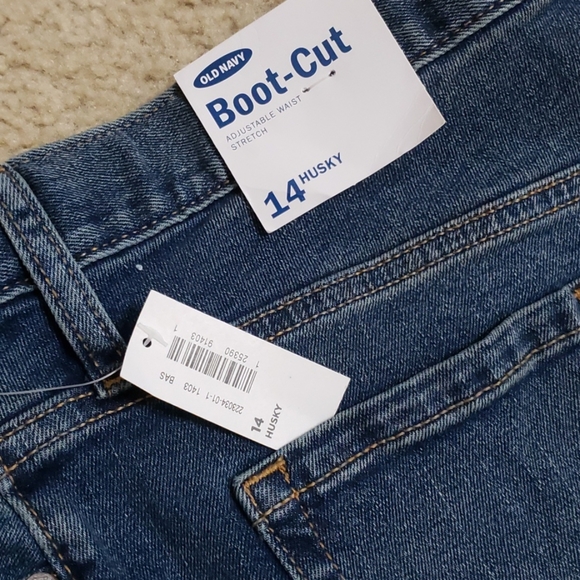 OLD NAVY
Boot-Cut
ADJUSTABLE WAIST
STRETCH
14 HUSKY
1 25390 91403 1
223034-01-1 1403 BAS
14
HUSKY